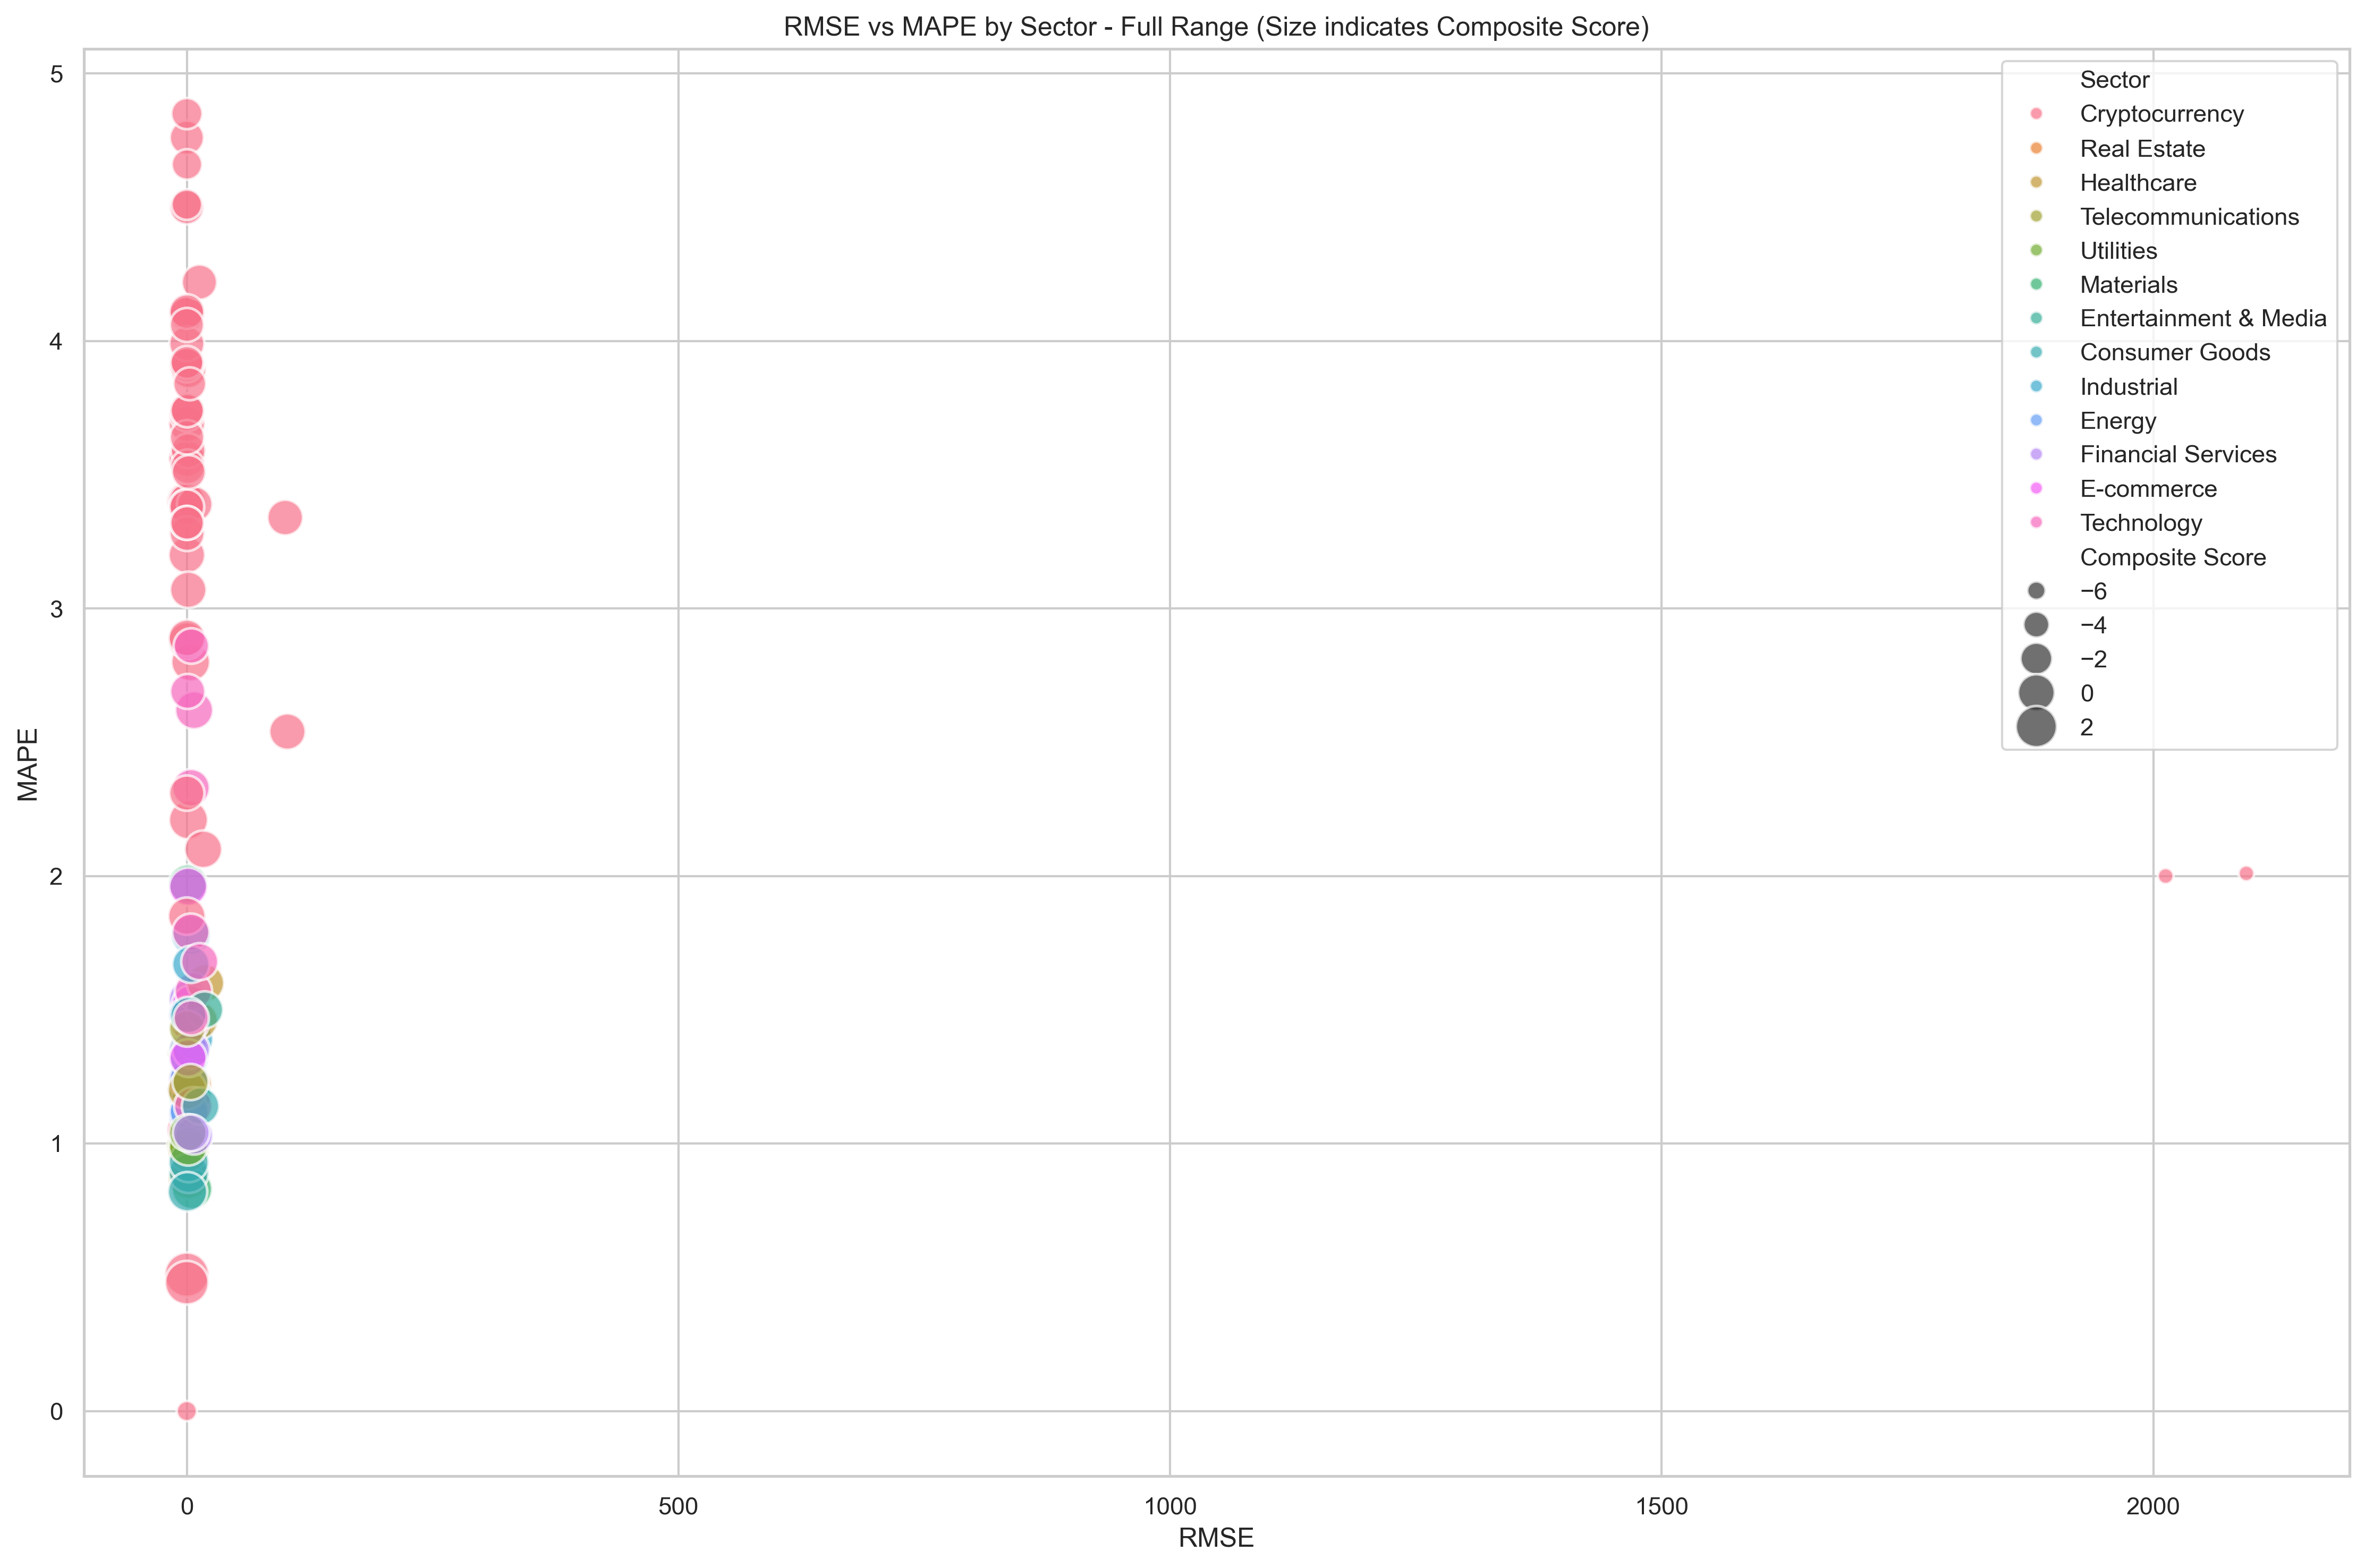 RMSE vs MAPE by Sector - Full Range (Size indicates Composite Score)
5
4
3
2
1
0
MAPE
0
500
1000
1500
2000
RMSE
Sector
Cryptocurrency
Real Estate
Healthcare
Telecommunications
Utilities
Materials
Entertainment & Media
Consumer Goods
Industrial
Energy
Financial Services
E-commerce
Technology
Composite Score
−6
−4
−2
0
2